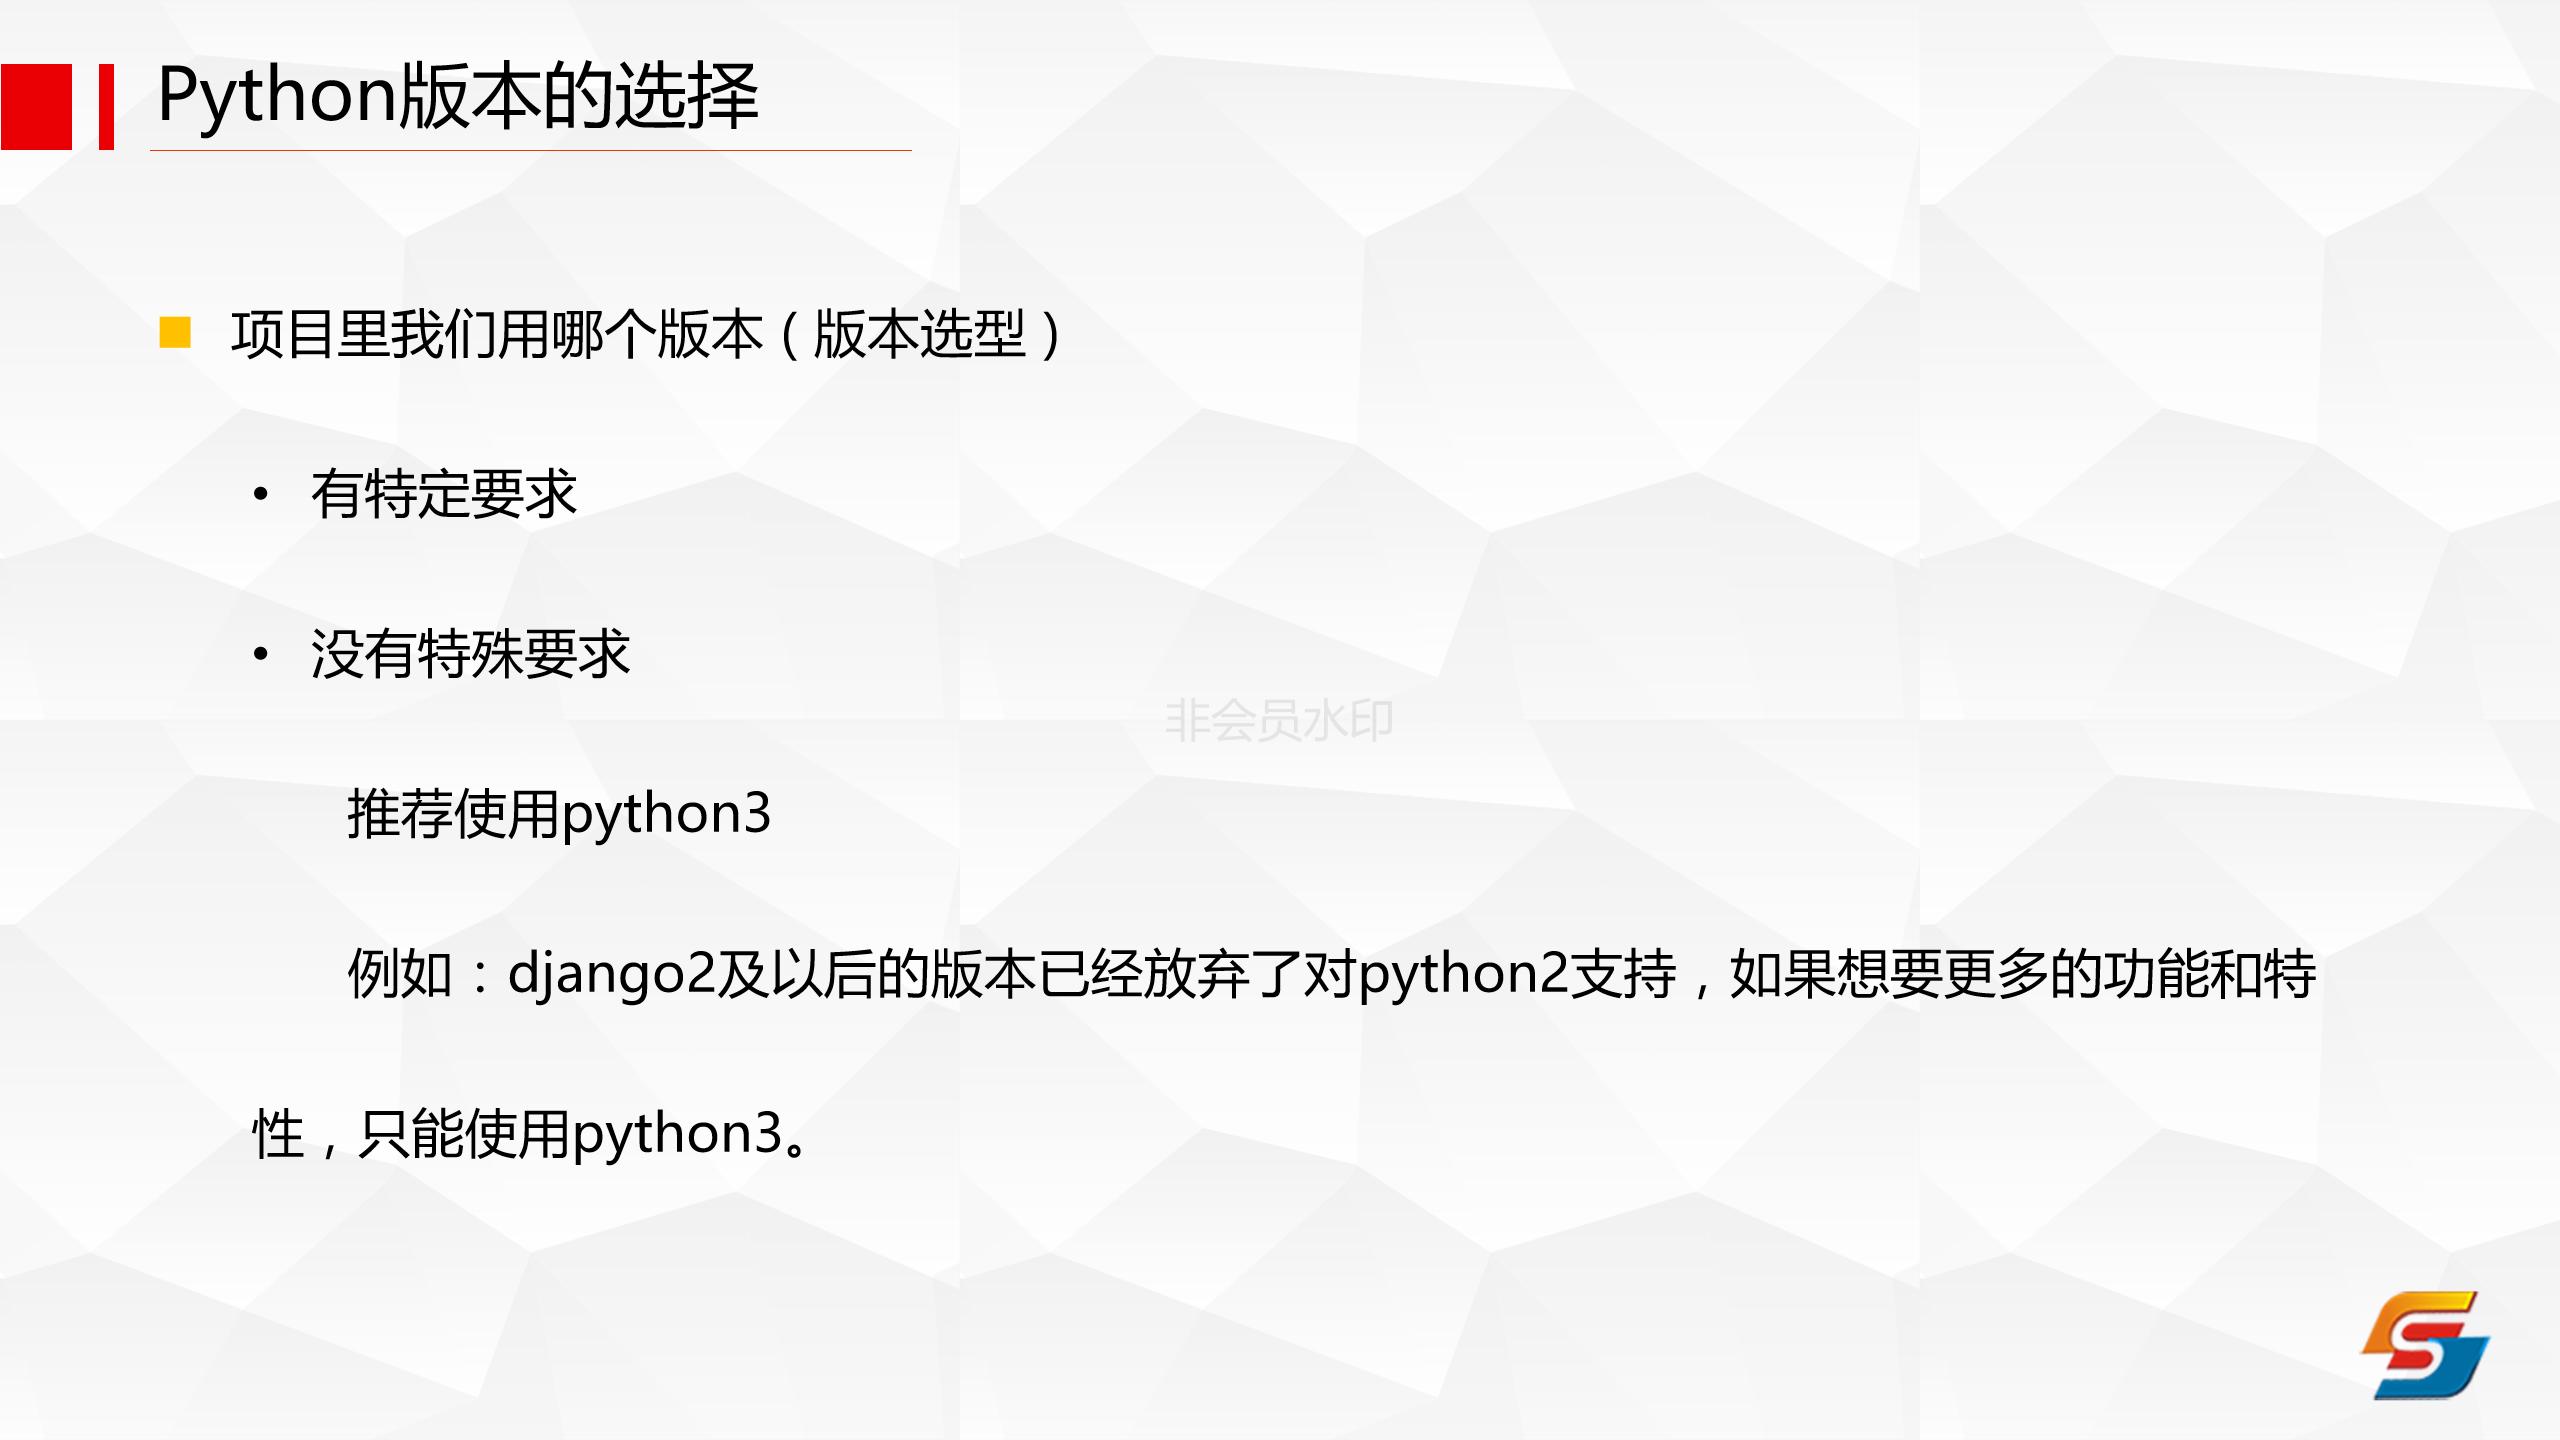 Python版本的选择
项目里我们用哪个版本（版本选型）
• 有特定要求
• 没有特殊要求
非会员水印
推荐使用python3
例如：django2及以后的版本已经放弃了对python2支持，如果想要更多的功能和特
性，只能使用python3。